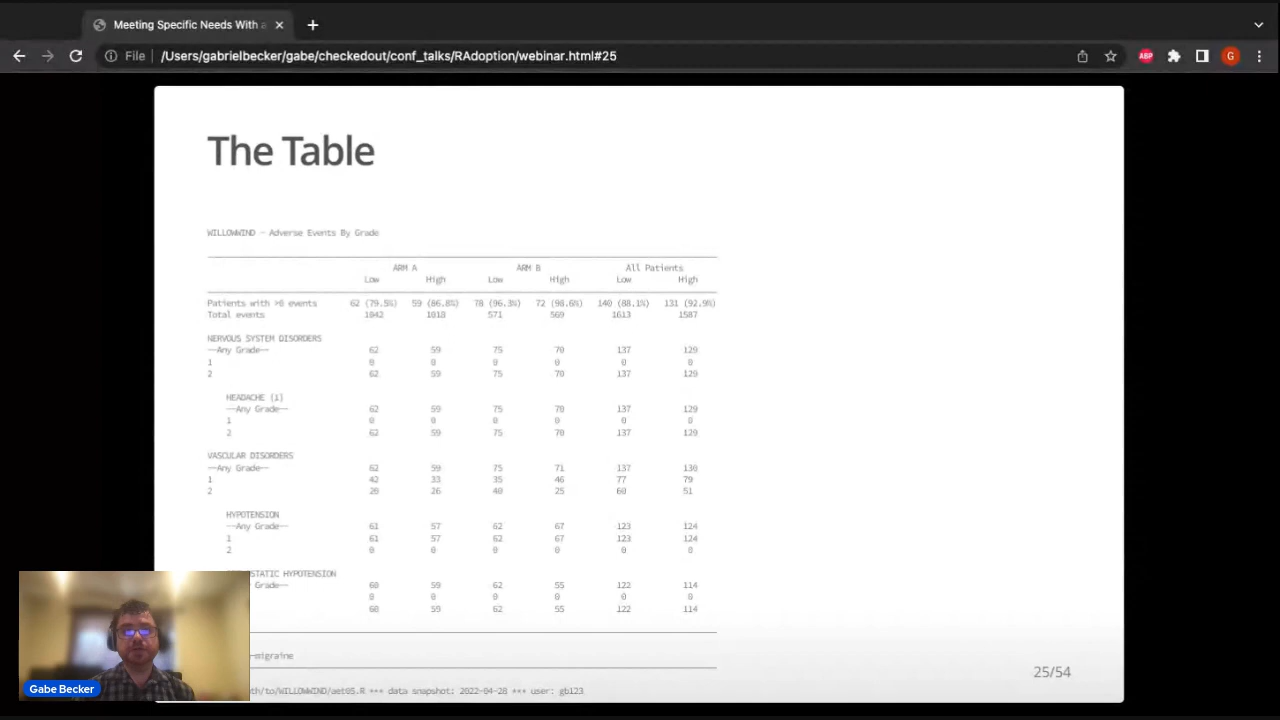 Meeting Specific Needs With a
File /Users/gabrielbecker/gabe/checkedout/conf_talks/RAdoption/webinar.html#25
ABP
G
The Table
WILLOWWIND - Adverse Events By Grade
ARM A ARM B All Patients
Low High Low High Low High
Patients with >0 events 62 (79.5%) 59 (86.8%) 78 (96.3%) 72 (98.6%) 140 (88.1%) 131 (92.9%)
Total events 1042 1018 571 569 1613 1587
NERVOUS SYSTEM DISORDERS
--Any Grade-- 62 59 75 70 137 129
1 0 0 0 0 0 0
2 62 59 75 70 137 129
HEADACHE (1)
--Any Grade-- 62 59 75 70 137 129
1 0 0 0 0 0 0
2 62 59 75 70 137 129
VASCULAR DISORDERS
--Any Grade-- 62 59 75 71 137 130
1 42 33 35 46 77 79
2 20 26 40 25 60 51
HYPOTENSION
--Any Grade-- 61 57 62 67 123 124
1 61 57 62 67 123 124
2 0 0 0 0 0 0
STATIC HYPOTENSION
Grade-- 60 59 62 55 122 114
0 0 0 0 0 0
60 59 62 55 122 114
migraine
th/to/WILLOWWIND/aet05.R *** data snapshot: 2022-04-28 *** user: gb123
25/54
Gabe Becker